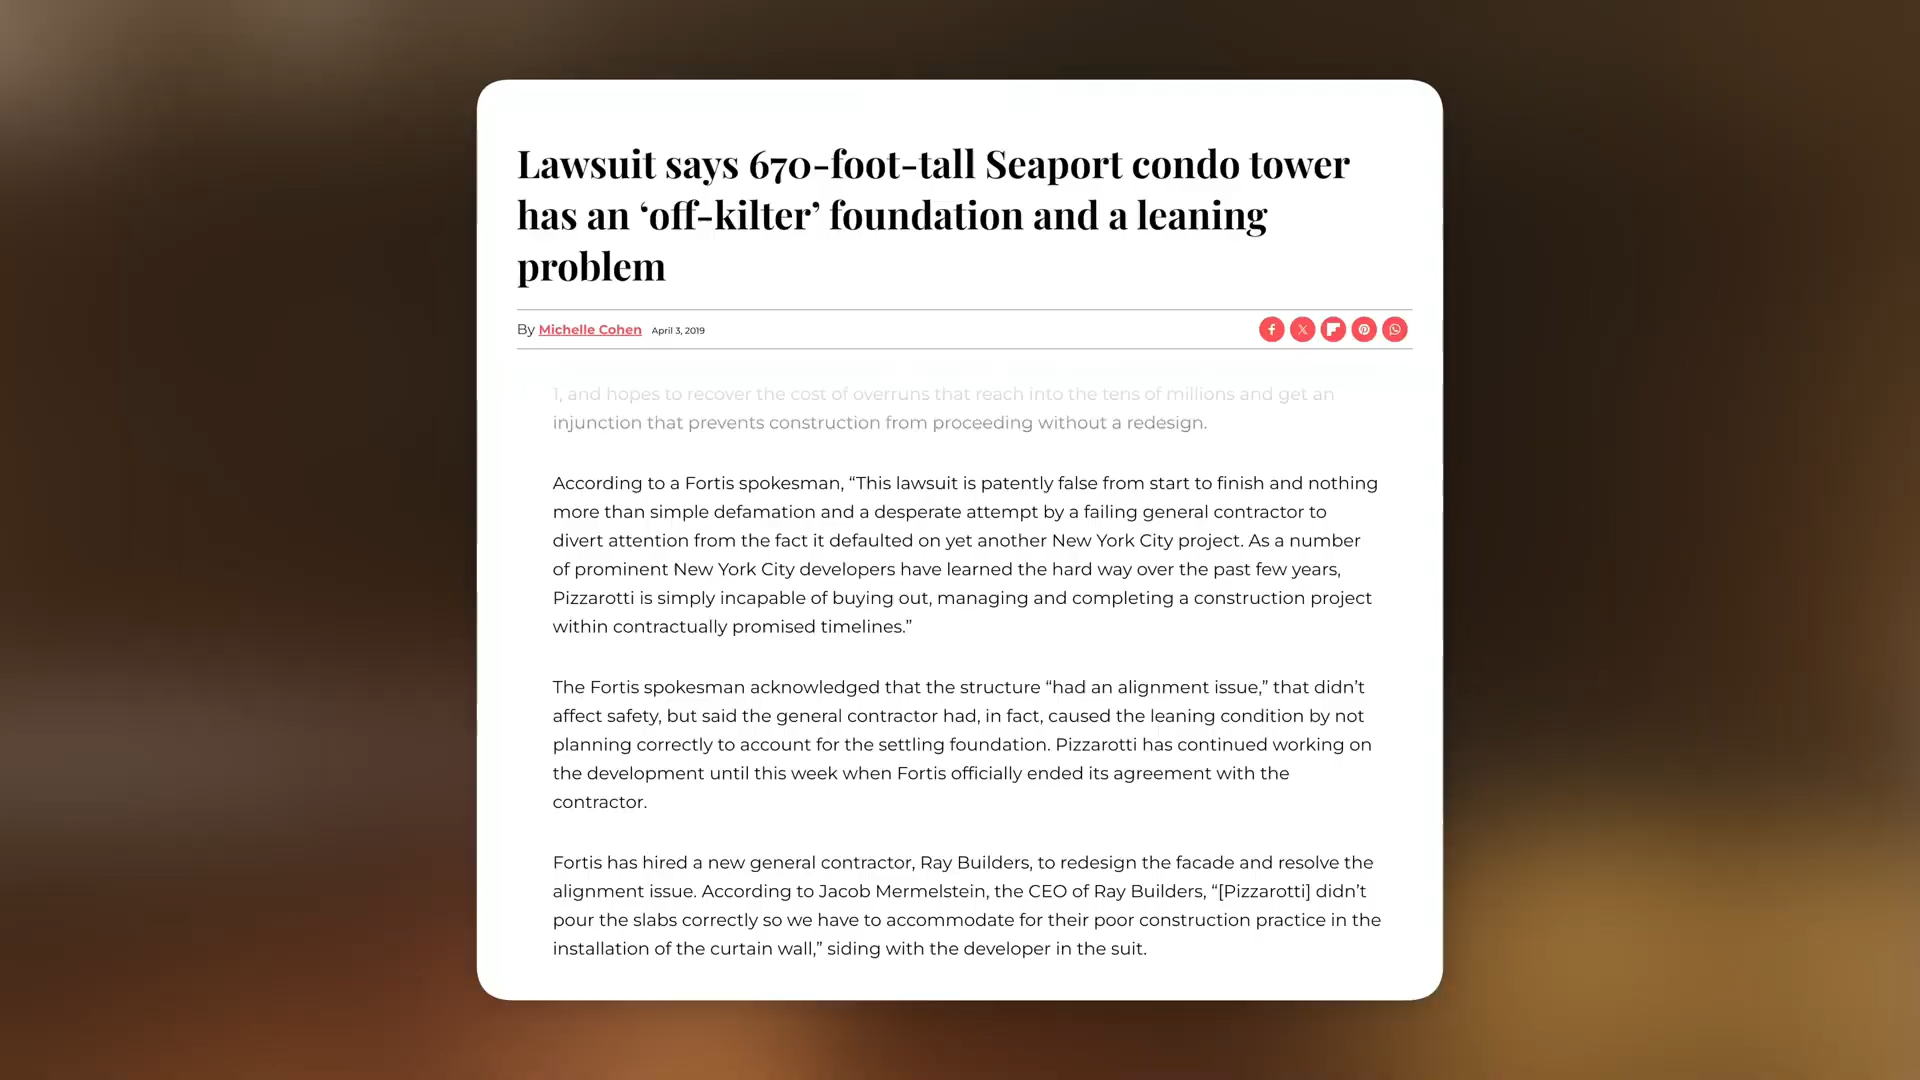 Lawsuit says 670-foot-tall Seaport condo tower
has an ‘off-kilter’ foundation and a leaning
problem
By Michelle Cohen April 3, 2019
1, and hopes to recover the cost of overruns that reach into the tens of millions and get an
injunction that prevents construction from proceeding without a redesign.
According to a Fortis spokesman, “This lawsuit is patently false from start to finish and nothing
more than simple defamation and a desperate attempt by a failing general contractor to
divert attention from the fact it defaulted on yet another New York City project. As a number
of prominent New York City developers have learned the hard way over the past few years,
Pizzarotti is simply incapable of buying out, managing and completing a construction project
within contractually promised timelines.”
The Fortis spokesman acknowledged that the structure “had an alignment issue,” that didn’t
affect safety, but said the general contractor had, in fact, caused the leaning condition by not
planning correctly to account for the settling foundation. Pizzarotti has continued working on
the development until this week when Fortis officially ended its agreement with the
contractor.
Fortis has hired a new general contractor, Ray Builders, to redesign the facade and resolve the
alignment issue. According to Jacob Mermelstein, the CEO of Ray Builders, “[Pizzarotti] didn’t
pour the slabs correctly so we have to accommodate for their poor construction practice in the
installation of the curtain wall,” siding with the developer in the suit.